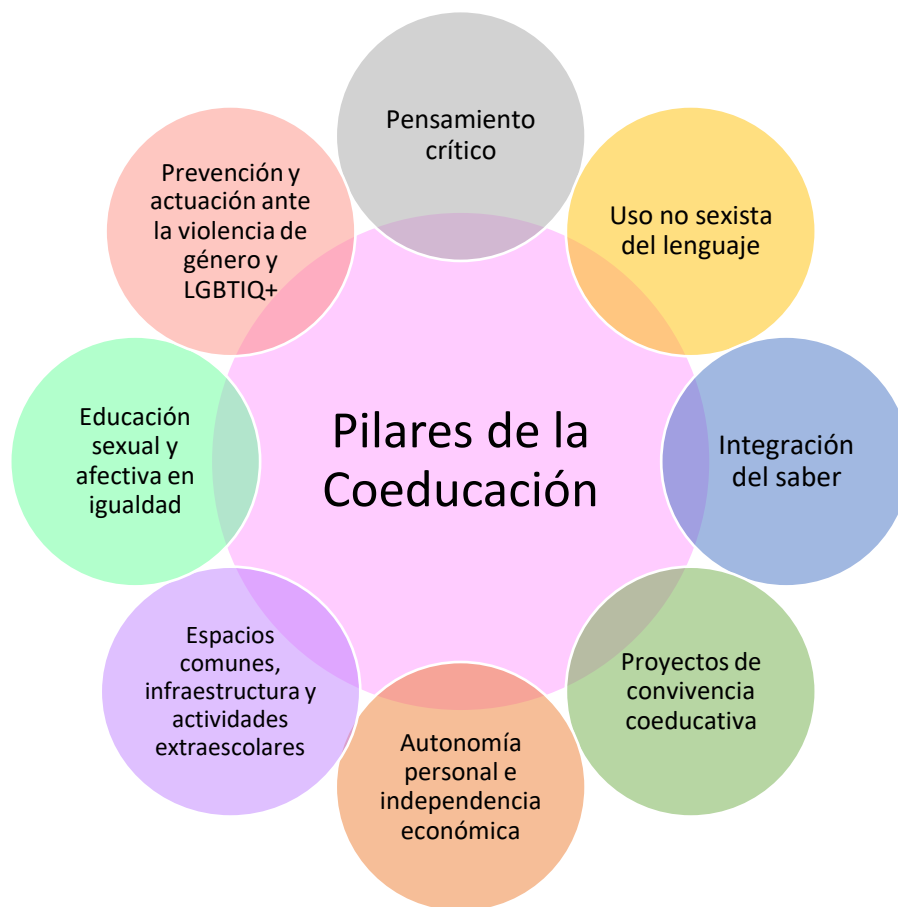 Pensamiento
crítico
Uso no sexista
del lenguaje
Integración
del saber
Proyectos de
convivencia
coeducativa
Autonomía
personal e
independencia
económica
Espacios
comunes,
infraestructura y
actividades
extraescolares
Educación
sexual y
afectiva en
igualdad
Prevención y
actuación ante
la violencia de
género y
LGBTIQ+
Pilares de la
Coeducación